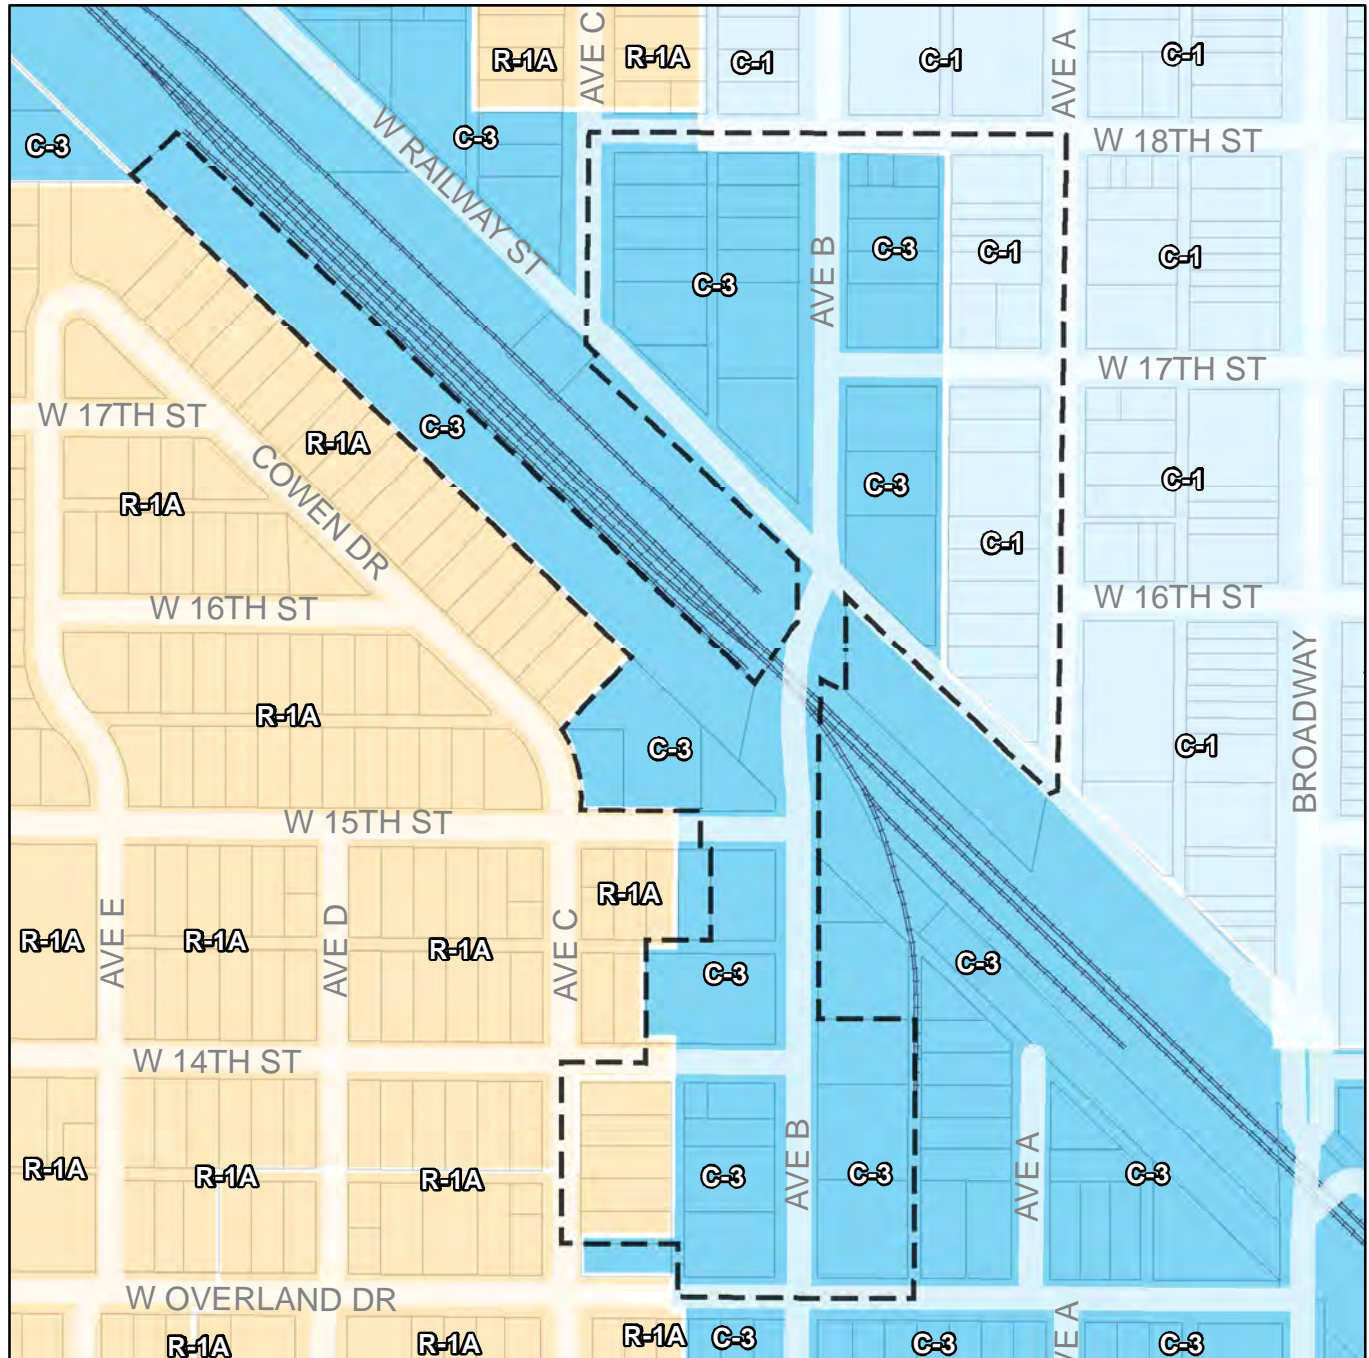 AVE C
AVE A
R-1A
R-1A
C-1
C-1
C-1
W RAILWAY ST
C-3
C-3
W 18TH ST
AVE B
C-3
C-3
C-1
C-1
W 17TH ST
W 17TH ST
C-3
R-1A
COWEN DR
R-1A
C-3
C-1
C-1
W 16TH ST
W 16TH ST
R-1A
C-3
C-1
BROADWAY
W 15TH ST
AVE E
AVE D
AVE C
R-1A
R-1A
R-1A
R-1A
C-3
C-3
W 14TH ST
AVE B
AVE A
R-1A
R-1A
R-1A
C-3
C-3
C-3
W OVERLAND DR
R-1A
R-1A
R-1A
C-3
C-3
VE A
C-3